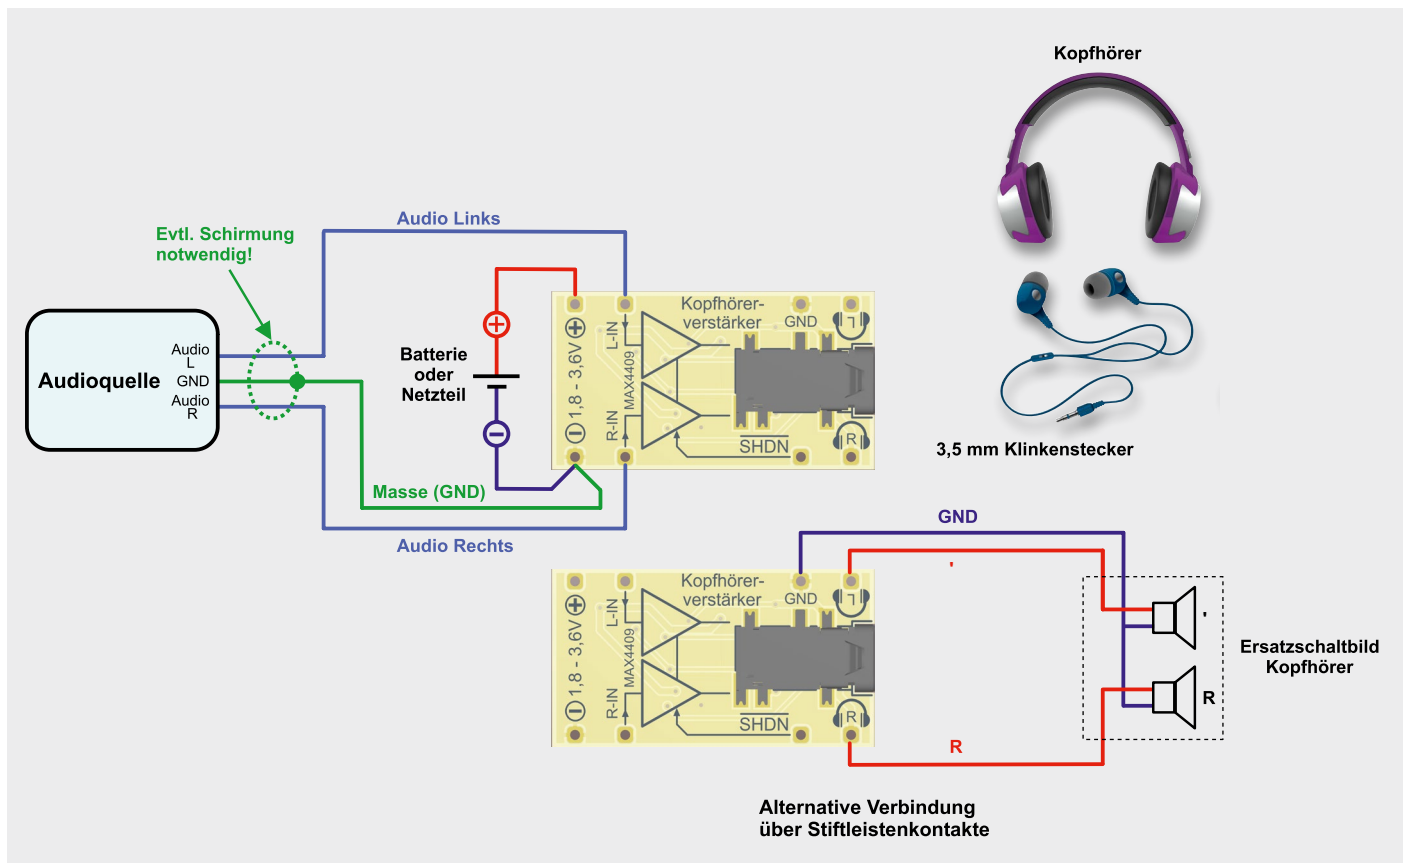 Kopfhörer
Audio Links
Evtl. Schirmung
notwendig!
Audioquelle
Audio
L
GND
Audio
R
Batterie
oder
Netzteil
Masse (GND)
Audio Rechts
Kopfhörer-
verstärker
GND
L
1,8 - 3,6V
L-IN
R-IN
MAX4409
SHDN
R
3,5 mm Klinkenstecker
GND
Kopfhörer-
verstärker
GND
L
1,8 - 3,6V
L-IN
R-IN
MAX4409
SHDN
R
R
R
Ersatzschaltbild
Kopfhörer
Alternative Verbindung
über Stiftleistenkontakte